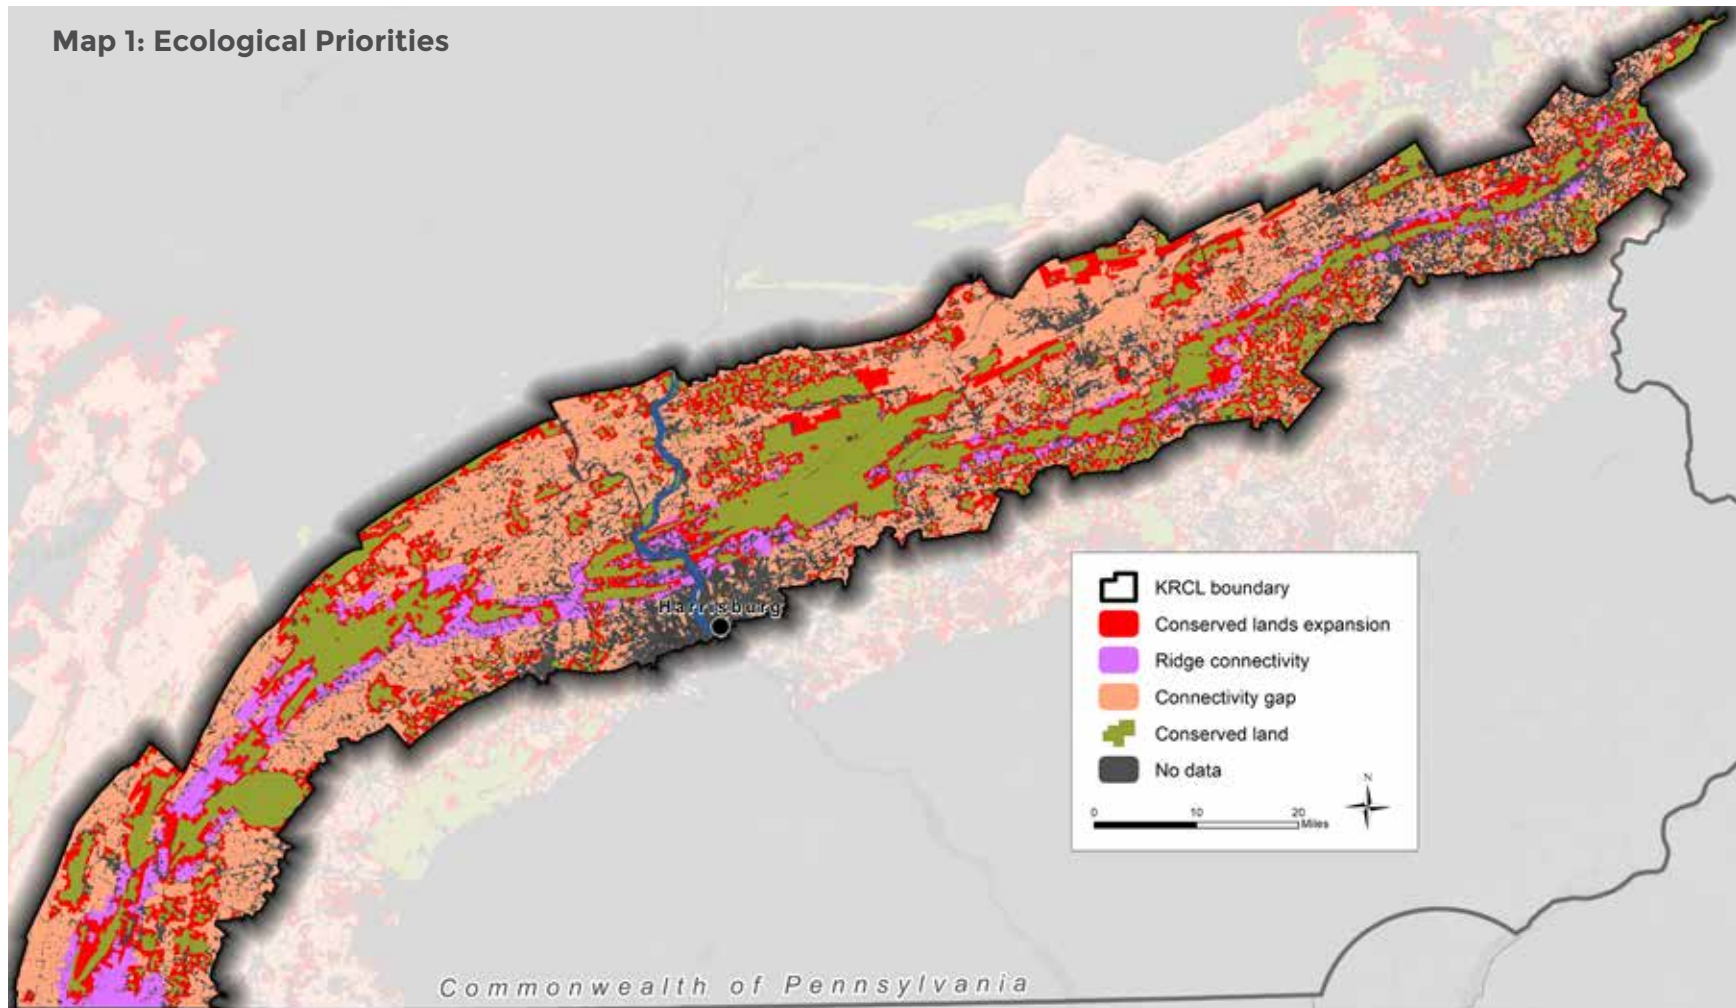 Map 1: Ecological Priorities
Harrisburg
KRCL boundary
Conserved lands expansion
Ridge connectivity
Connectivity gap
Conserved land
No data
N
0 10 20
Miles
Commonwealth of Pennsylvania